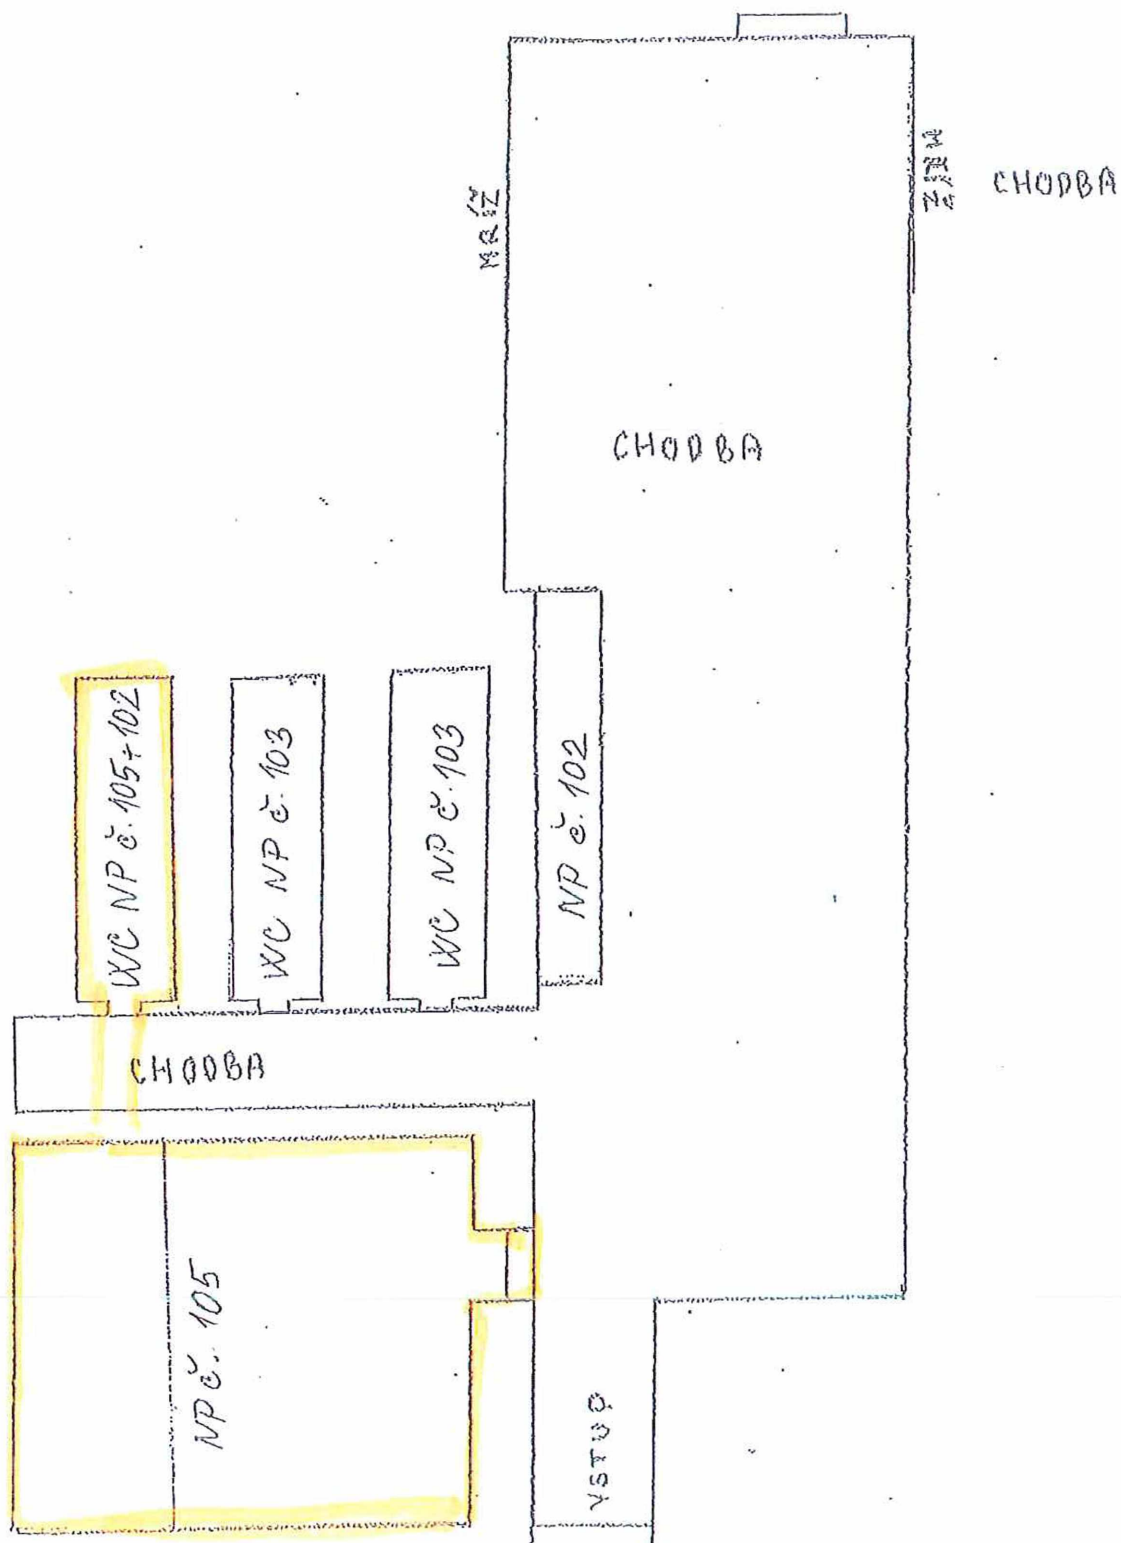 MRÍŽ
MRÍŽ
CHODBA
CHODBA
WC NP č. 105+102
WC NP č. 103
WC NP č. 103
NP č. 102
CHODBA
NP č. 105
VSTUP